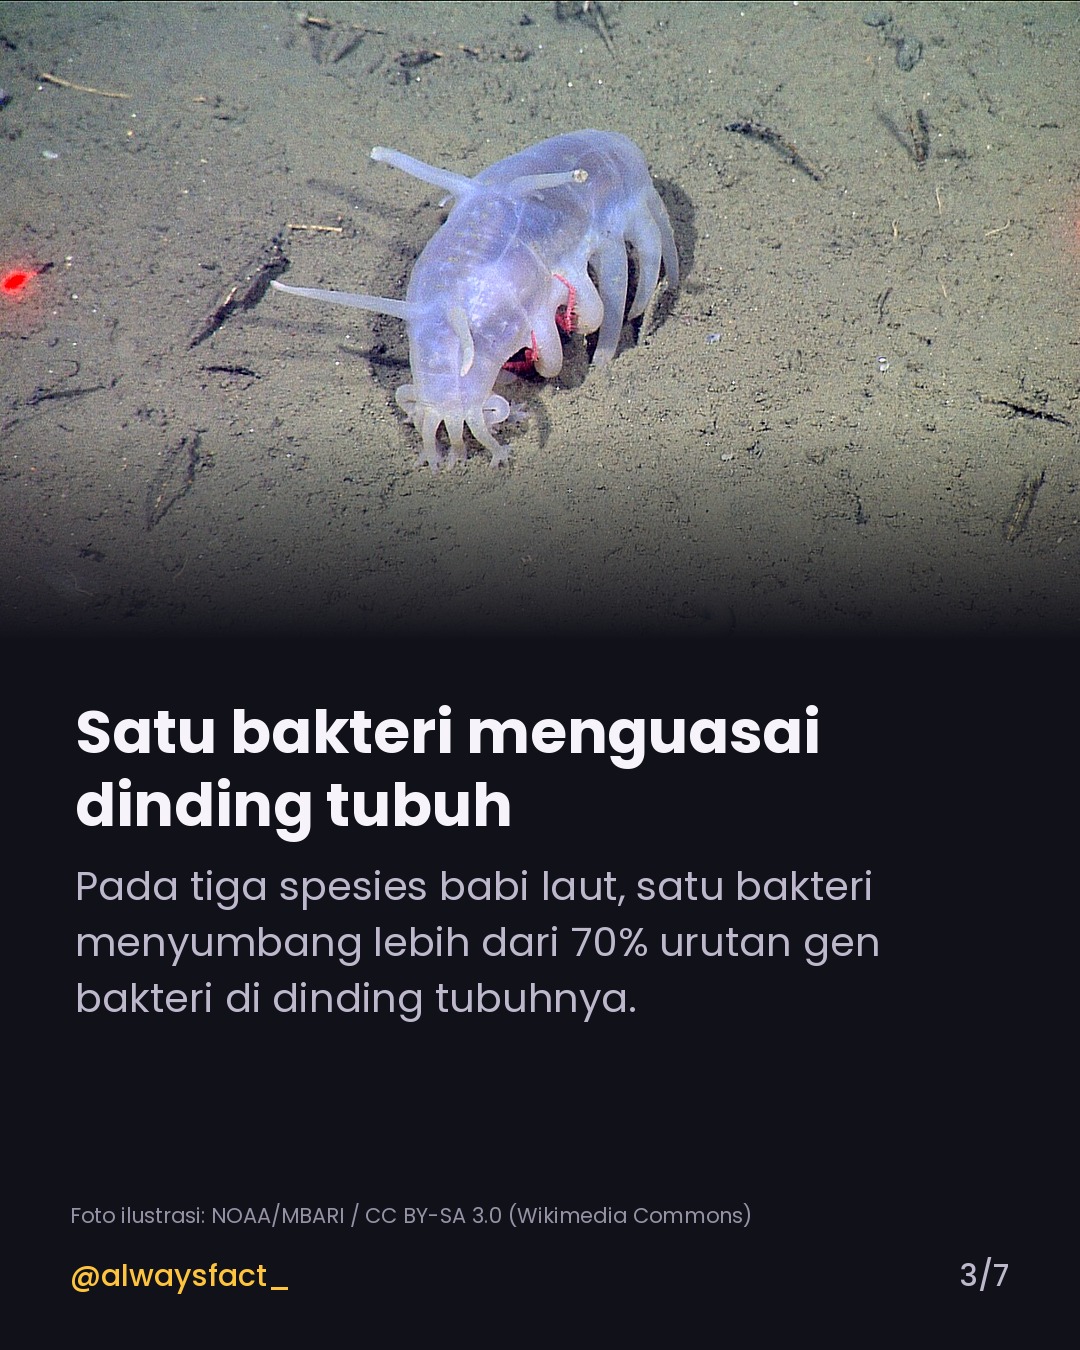 Satu bakteri menguasai
dinding tubuh
Pada tiga spesies babi laut, satu bakteri
menyumbang lebih dari 70% urutan gen
bakteri di dinding tubuhnya.
Foto ilustrasi: NOAA/MBARI / CC BY-SA 3.0 (Wikimedia Commons)
@alwaysfact_
3/7